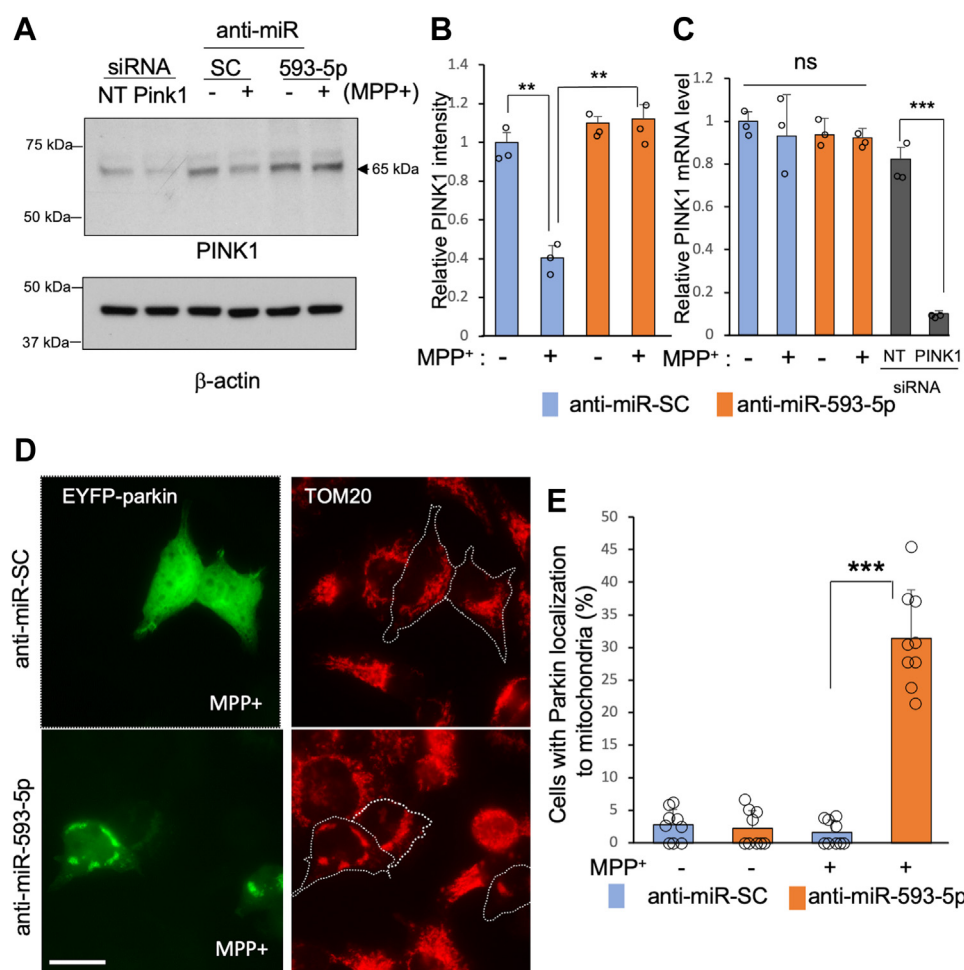 A
anti-miR
siRNA SC 593-5p
NT Pink1 - + - + (MPP+)
75 kDa
65 kDa
50 kDa
PINK1
50 kDa
37 kDa
β-actin
B
Relative PINK1 intensity
1.4
1.2
1
0.8
0.6
0.4
0.2
0
**
**
MPP⁺ : - + - +
C
Relative PINK1 mRNA level
1.2
1
0.8
0.6
0.4
0.2
0
ns
***
MPP⁺ : - + - + NT PINK1
siRNA
anti-miR-SC
anti-miR-593-5p
D
EYFP-parkin
TOM20
anti-miR-SC
MPP+
anti-miR-593-5p
MPP+
E
Cells with Parkin localization
to mitochondria (%)
50
45
40
35
30
25
20
15
10
5
0
***
MPP⁺ - - + +
anti-miR-SC
anti-miR-593-5p